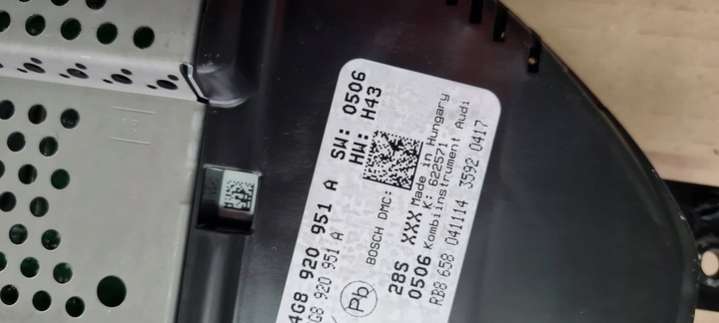 4G8 920 951 A SW: 0506
4G8 920 951 A HW: H43
BOSCH DMC:
Pb
28S XXX Made in Hungary
K: 622571
0506 Kombiinstrument Audi
RB8 658 041114 3592 0417